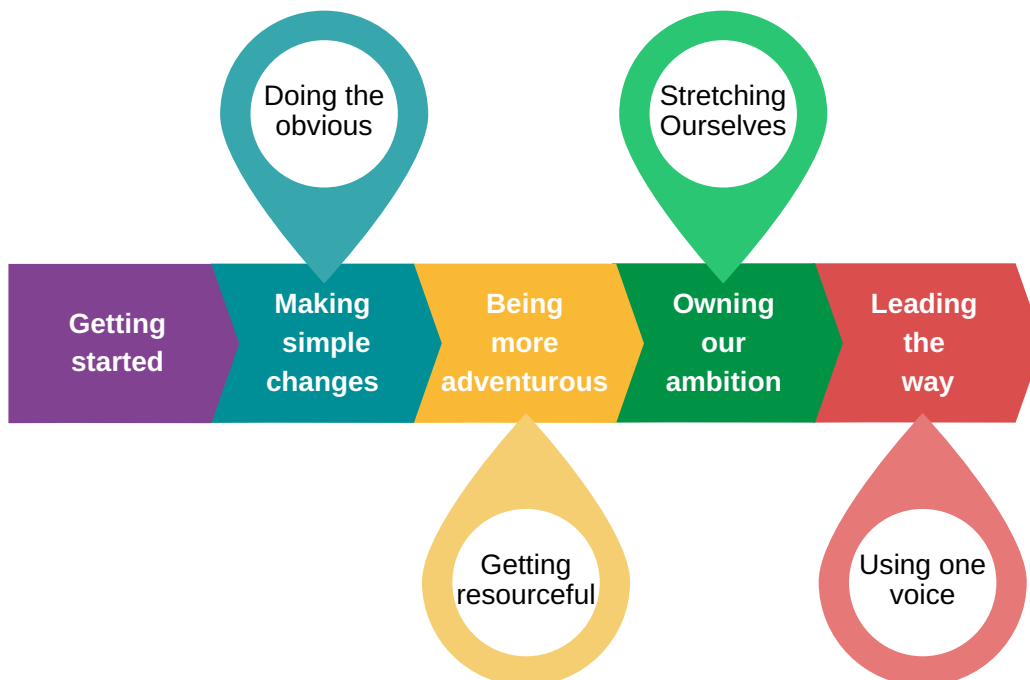 Doing the
obvious
Stretching
Ourselves
Getting
started
Making
simple
changes
Being
more
adventurous
Owning
our
ambition
Leading
the
way
Getting
resourceful
Using one
voice